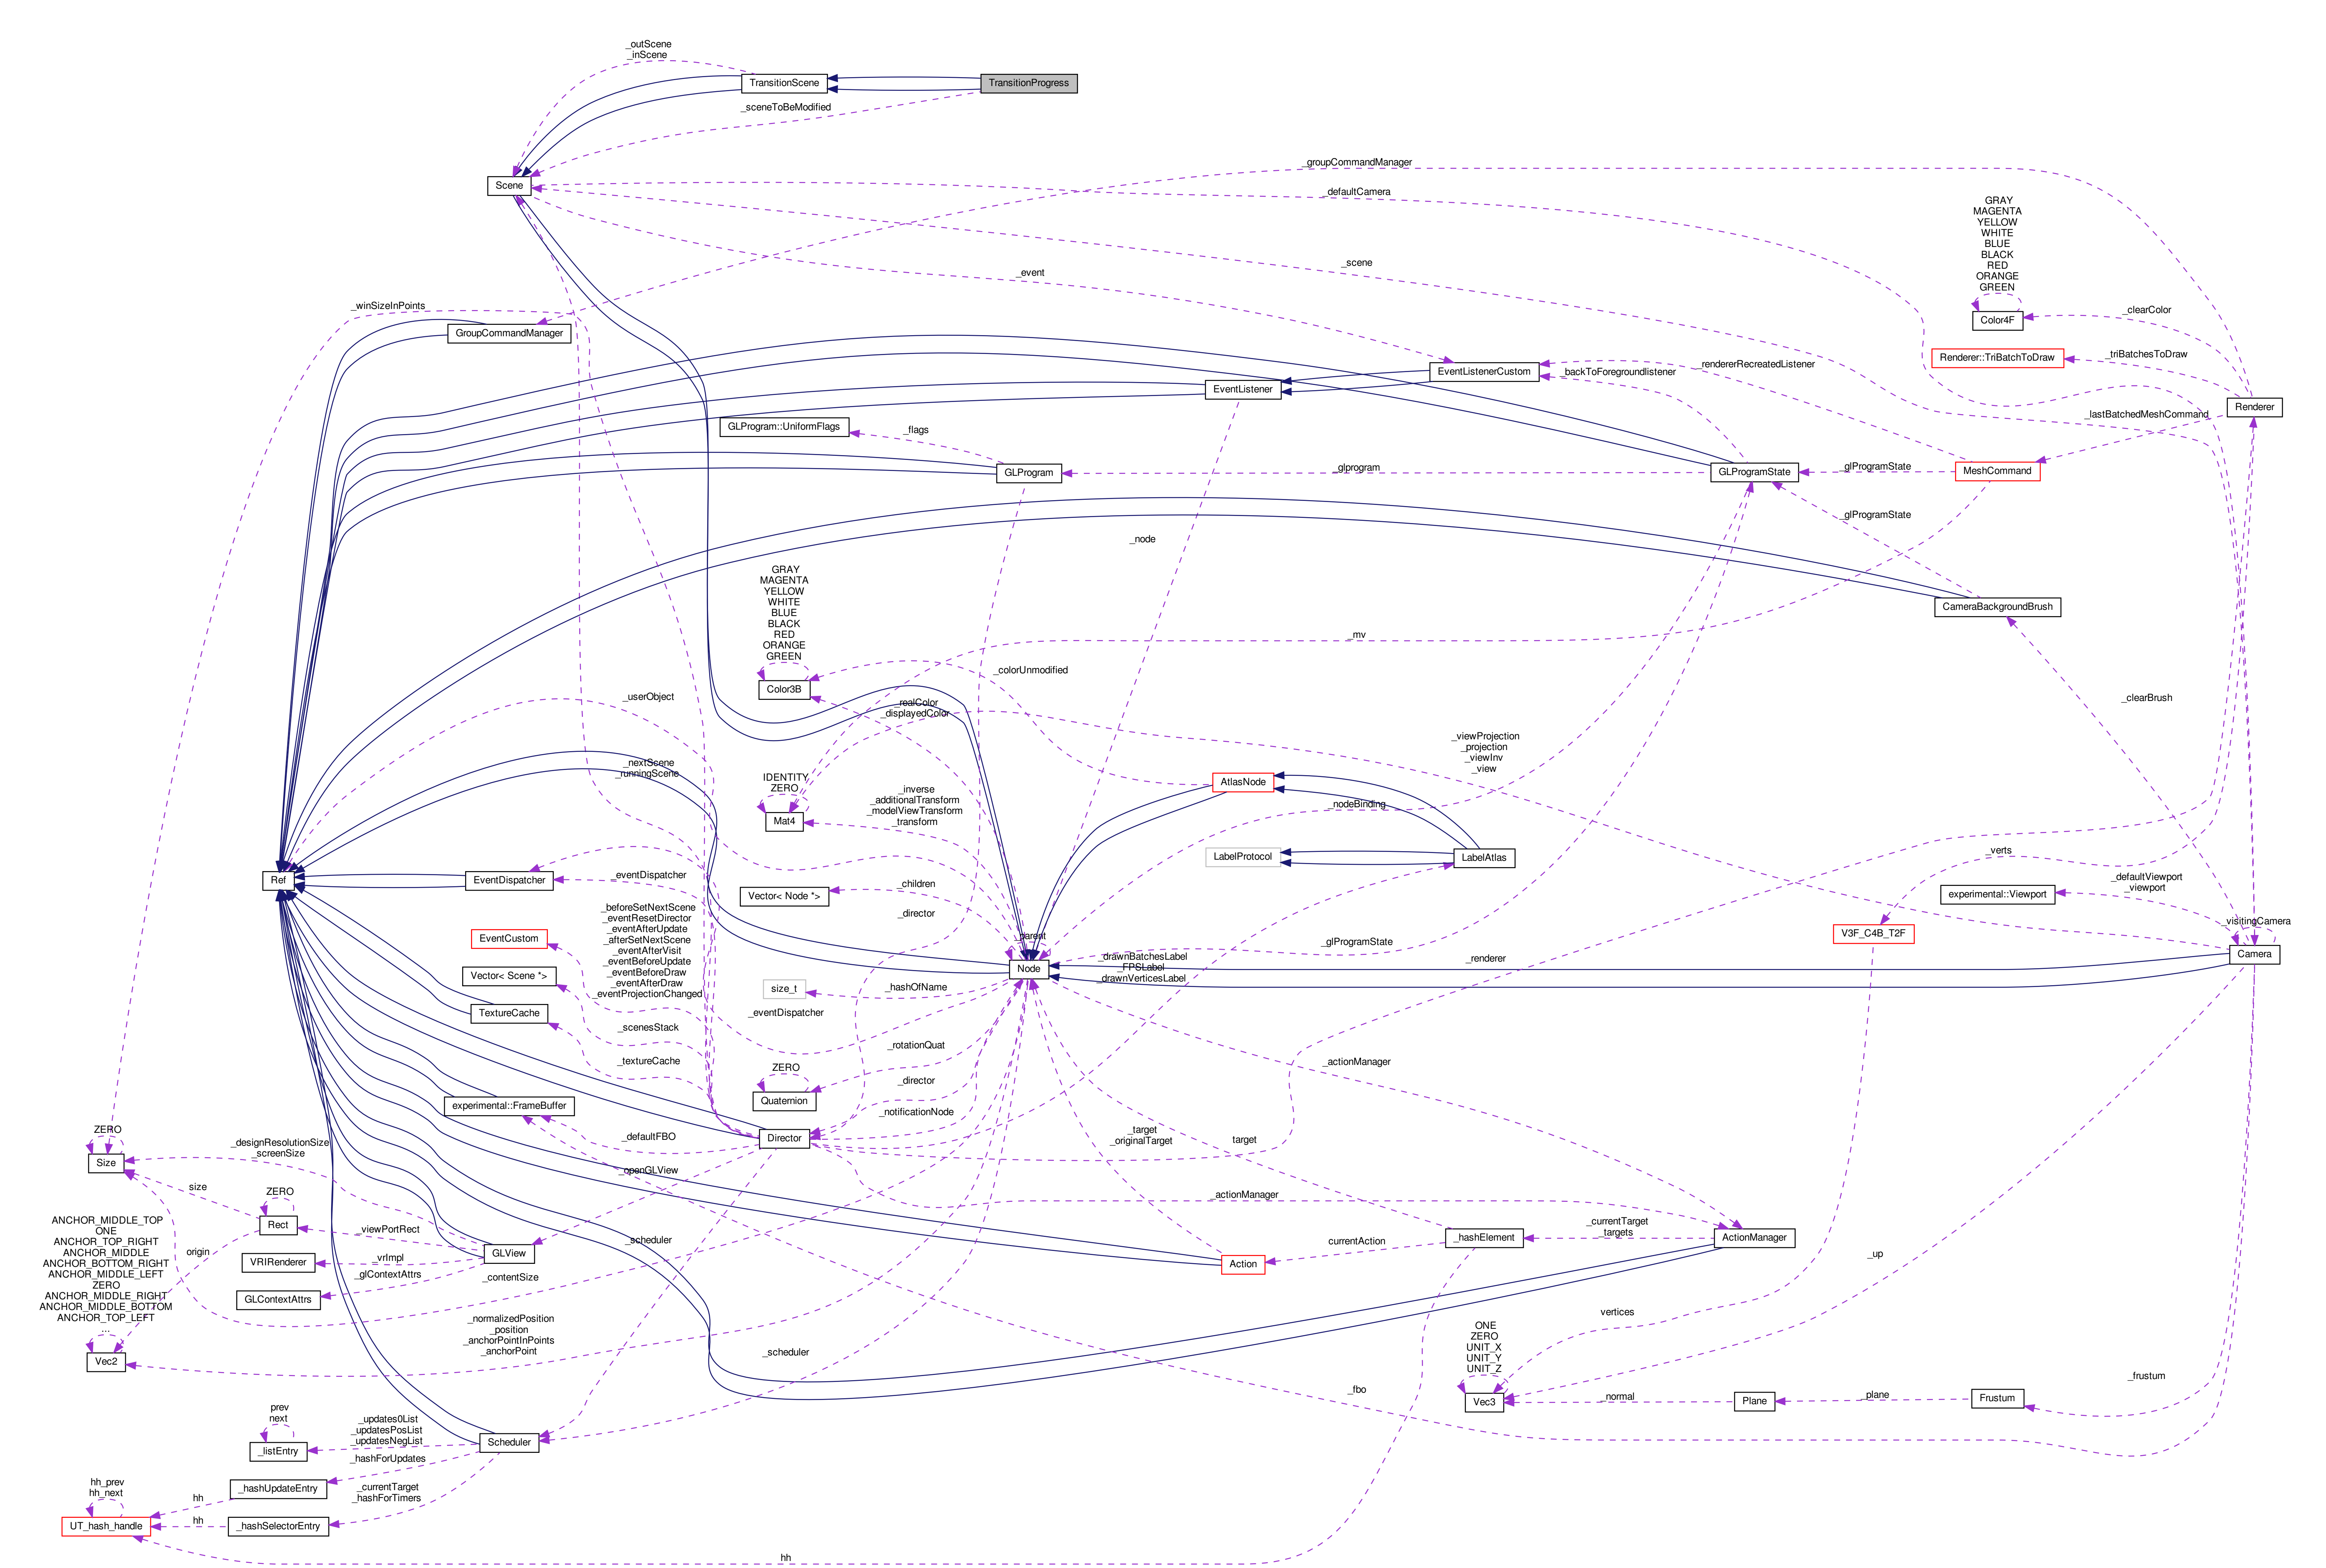 _outScene
_inScene
TransitionScene
TransitionProgress
_sceneToBeModified
_groupCommandManager
Scene
_defaultCamera
GRAY
MAGENTA
YELLOW
WHITE
BLUE
BLACK
RED
ORANGE
GREEN
_scene
_event
_winSizeInPoints
_clearColor
Color4F
GroupCommandManager
Renderer::TriBatchToDraw
_triBatchesToDraw
_rendererRecreatedListener
EventListenerCustom
_backToForegroundlistener
EventListener
Renderer
_lastBatchedMeshCommand
GLProgram::UniformFlags
_flags
GLProgram
_glprogram
GLProgramState
_glProgramState
MeshCommand
_glProgramState
_node
GRAY
MAGENTA
YELLOW
WHITE
BLUE
BLACK
RED
ORANGE
GREEN
CameraBackgroundBrush
_mv
_colorUnmodified
Color3B
_userObject
_realColor
_displayedColor
_clearBrush
_viewProjection
_projection
_viewInv
_view
_nextScene
_runningScene
IDENTITY
ZERO
AtlasNode
_inverse
_additionalTransform
_modelViewTransform
_transform
_nodeBinding
Mat4
LabelProtocol
LabelAtlas
_verts
Ref
EventDispatcher
_eventDispatcher
Vector< Node *>
_children
_defaultViewport
_viewport
experimental::Viewport
_beforeSetNextScene
_eventResetDirector
_eventAfterUpdate
_afterSetNextScene
_eventAfterVisit
_eventBeforeUpdate
_eventBeforeDraw
_eventAfterDraw
_eventProjectionChanged
_director
_visitingCamera
EventCustom
_parent
V3F_C4B_T2F
_glProgramState
_drawnBatchesLabel
_FPSLabel
_drawnVerticesLabel
_renderer
Camera
Node
Vector< Scene *>
size_t
_hashOfName
TextureCache
_eventDispatcher
_scenesStack
_rotationQuat
_textureCache
_actionManager
ZERO
_director
Quaternion
experimental::FrameBuffer
_notificationNode
ZERO
_designResolutionSize
_screenSize
_defaultFBO
Director
_target
_originalTarget
target
Size
_openGLView
size
ZERO
_actionManager
ANCHOR_MIDDLE_TOP
ONE
ANCHOR_TOP_RIGHT
ANCHOR_MIDDLE
ANCHOR_BOTTOM_RIGHT
ANCHOR_MIDDLE_LEFT
ZERO
ANCHOR_MIDDLE_RIGHT
ANCHOR_MIDDLE_BOTTOM
ANCHOR_TOP_LEFT
...
Rect
_viewPortRect
_currentTarget
_targets
_scheduler
_hashElement
ActionManager
currentAction
origin
GLView
_up
VRIRenderer
_vrImpl
Action
_glContextAttrs
_contentSize
GLContextAttrs
vertices
_normalizedPosition
_position
_anchorPointInPoints
_anchorPoint
ONE
ZERO
UNIT_X
UNIT_Y
UNIT_Z
_scheduler
Vec2
_frustum
_fbo
Vec3
_normal
Plane
_plane
Frustum
prev
next
_updates0List
_updatesPosList
_updatesNegList
Scheduler
_listEntry
_hashForUpdates
hh_prev
hh_next
_hashUpdateEntry
_currentTarget
_hashForTimers
hh
UT_hash_handle
hh
_hashSelectorEntry
hh